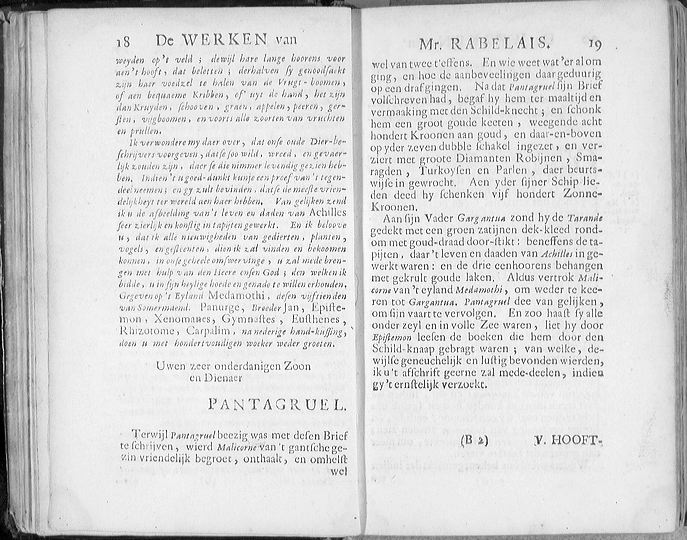 18 De WERKEN van
weyden op 't veld ; dewijl hare lange hoorens voor
aen 't hooft, dat beletten ; derhalven sy genoodsaekt
zijn haer voedzel te halen van de Vrugt-boomen,
of aen bequaeme Kribben, of uyt de hand, het zijn
dan Kruyden, schooven, graen, appelen, peeren, ger-
sten, vijgboomen, en voorts alle zoorten van vruchten
en prullen.
Ik verwondere my daer over, dat onse oude Dier-be-
schrijvers voorgeven, datse soo wild, wreed, en gevaer-
lijk zouden zijn, daer se die nimmer levendig gezien heb-
ben. Indien 't u goed-dunkt kunje een proef van 't tegen-
deel neemen; en gy zult bevinden, datse de meeste vrien-
delijkheyt ter wereld aen haer hebben. Van gelijken zend
ik u de afbeelding van 't leven en daden van Achilles
seer zierlijk en konstig in tapijten gewerkt. En ik beloove
u, dat ik alle nieuwigheden van gedierten, planten,
vogels, en gesteenten, die ik zal vinden en bekoomen
konnen, in onse geheele omswervinge, u zal mede bren-
gen met hulp van den Heere onsen God ; den welken ik
bidde, u in sijn heylige hoede en genade te willen erhouden.
Gegeven op 't Eyland Medamothi, desen vijftienden
van Somermaend. Panurge, Broeder Jan, Episte-
mon, Xenomanes, Gymnastes, Eusthenes,
Rhizotome, Carpalim, na nederige hand-kussing,
doen u met hondert voudigen woeker weder groeten.
Uwen zeer onderdanigen Zoon
en Dienaer
PANTAGRUEL.
Terwijl Pantagruel beezig was met desen Brief
te schrijven, wierd Malicorne van 't gantsche ge-
zin vriendelijk begroet, onthaalt, en omhelst
wel
Mr. RABELAIS. 19
wel van twee t'effens. En wie weet wat 'er al om
ging, en hoe de aanbeveelingen daar geduurig
op een draf gingen. Na dat Pantagruel sijn Brief
volschreven had, begaf hy hem ter maaltijd en
vermaaking met den Schild-knecht ; en schonk
hem een groot goude keeten, weegende acht
hondert Kroonen aan goud, en daar-en-boven
op yder zeven dubble schakel ingezet, en ver-
ziert met groote Diamanten Robijnen, Sma-
ragden, Turkoysen en Parlen, daer beurts-
wijse in gewrocht. Aen yder sijner Schip lie-
den deed hy schenken vijf hondert Zonne-
Kroonen.
Aan sijn Vader Gargantua zond hy de Tarande
gedekt met een groen zatijnen dek-kleed rond-
om met goud-draad door-stikt : beneffens de ta-
pijten, daar 't leven en daaden van Achilles in ge-
werkt waren : en de drie eenhoorens behangen
met gekrulde goude laken. Aldus vertrok Mali-
corne van 't eyland Medamothi, om weder te kee-
ren tot Gargantua. Pantagruel dee van gelijken,
om sijn vaart te vervolgen. En zoo haast sy alle
onder zeyl en in volle Zee waren, liet hy door
Epistemon leesen de boeken die hem door den
Schild-knaap gebragt waren ; van welke, de-
wijlse geneuchelijk en lustig bevonden wierden,
ik u 't afschrift geerne zal mede-deelen, indien
gy 't ernstelijk verzoekt.
(B 2) V. HOOFT-